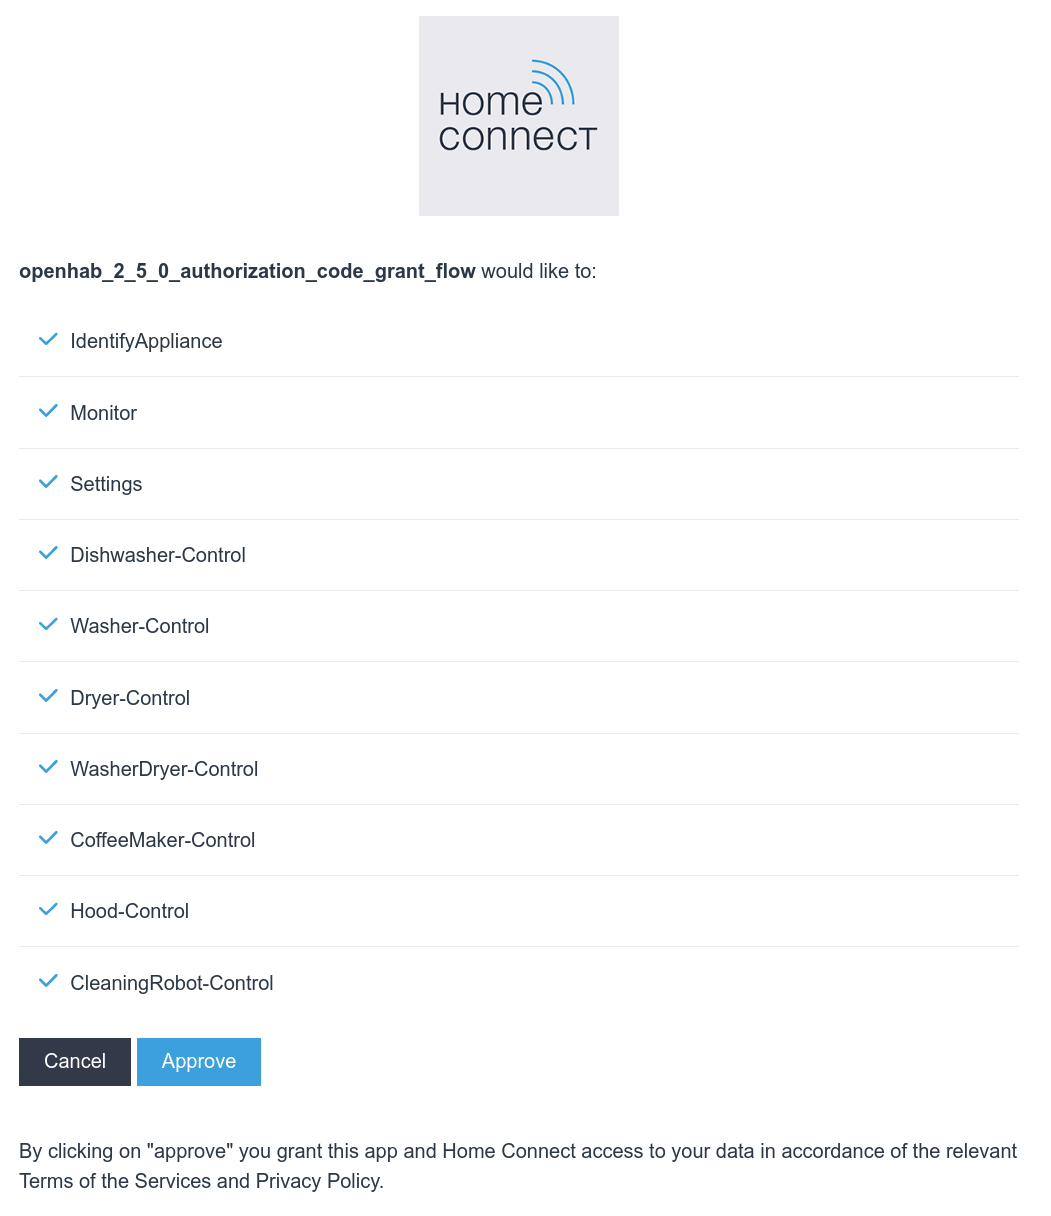 Home
connect
openhab_2_5_0_authorization_code_grant_flow would like to:
IdentifyAppliance
Monitor
Settings
Dishwasher-Control
Washer-Control
Dryer-Control
WasherDryer-Control
CoffeeMaker-Control
Hood-Control
CleaningRobot-Control
Cancel Approve
By clicking on "approve" you grant this app and Home Connect access to your data in accordance of the relevant
Terms of the Services and Privacy Policy.